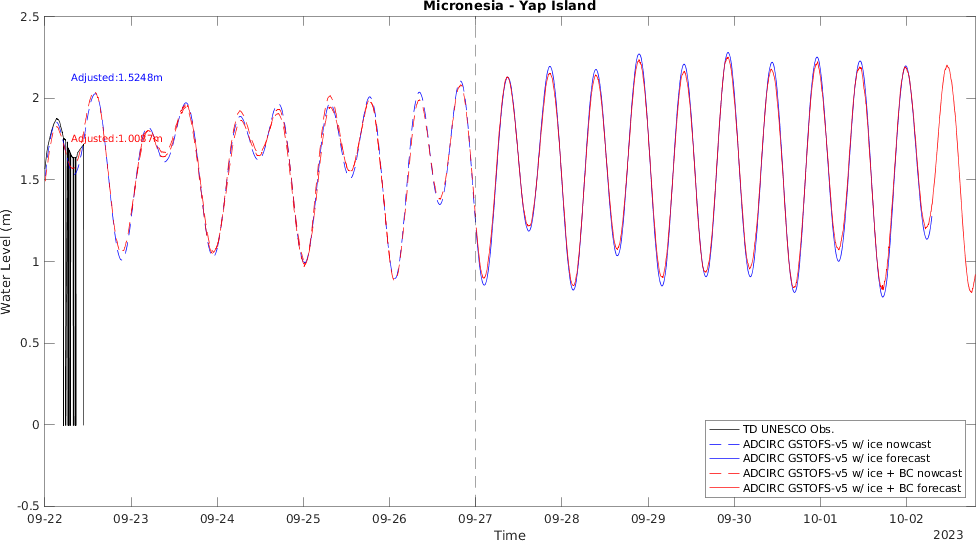 Micronesia - Yap Island
2.5
2
1.5
1
0.5
0
-0.5
Water Level (m)
Adjusted:1.5248m
TD UNESCO Obs.
ADCIRC GSTOFS-v5 w/ ice nowcast
ADCIRC GSTOFS-v5 w/ ice forecast
ADCIRC GSTOFS-v5 w/ ice + BC nowcast
ADCIRC GSTOFS-v5 w/ ice + BC forecast
09-22 09-23 09-24 09-25 09-26 09-27 09-28 09-29 09-30 10-01 10-02
Time
2023